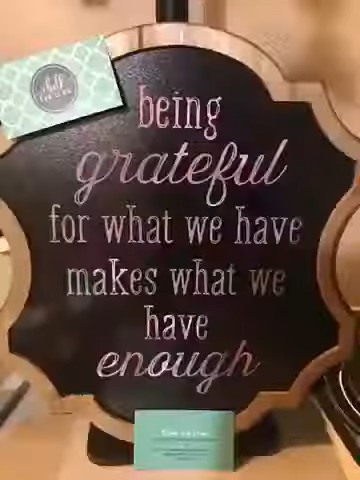 being
grateful
for what we have
makes what we
have
enough